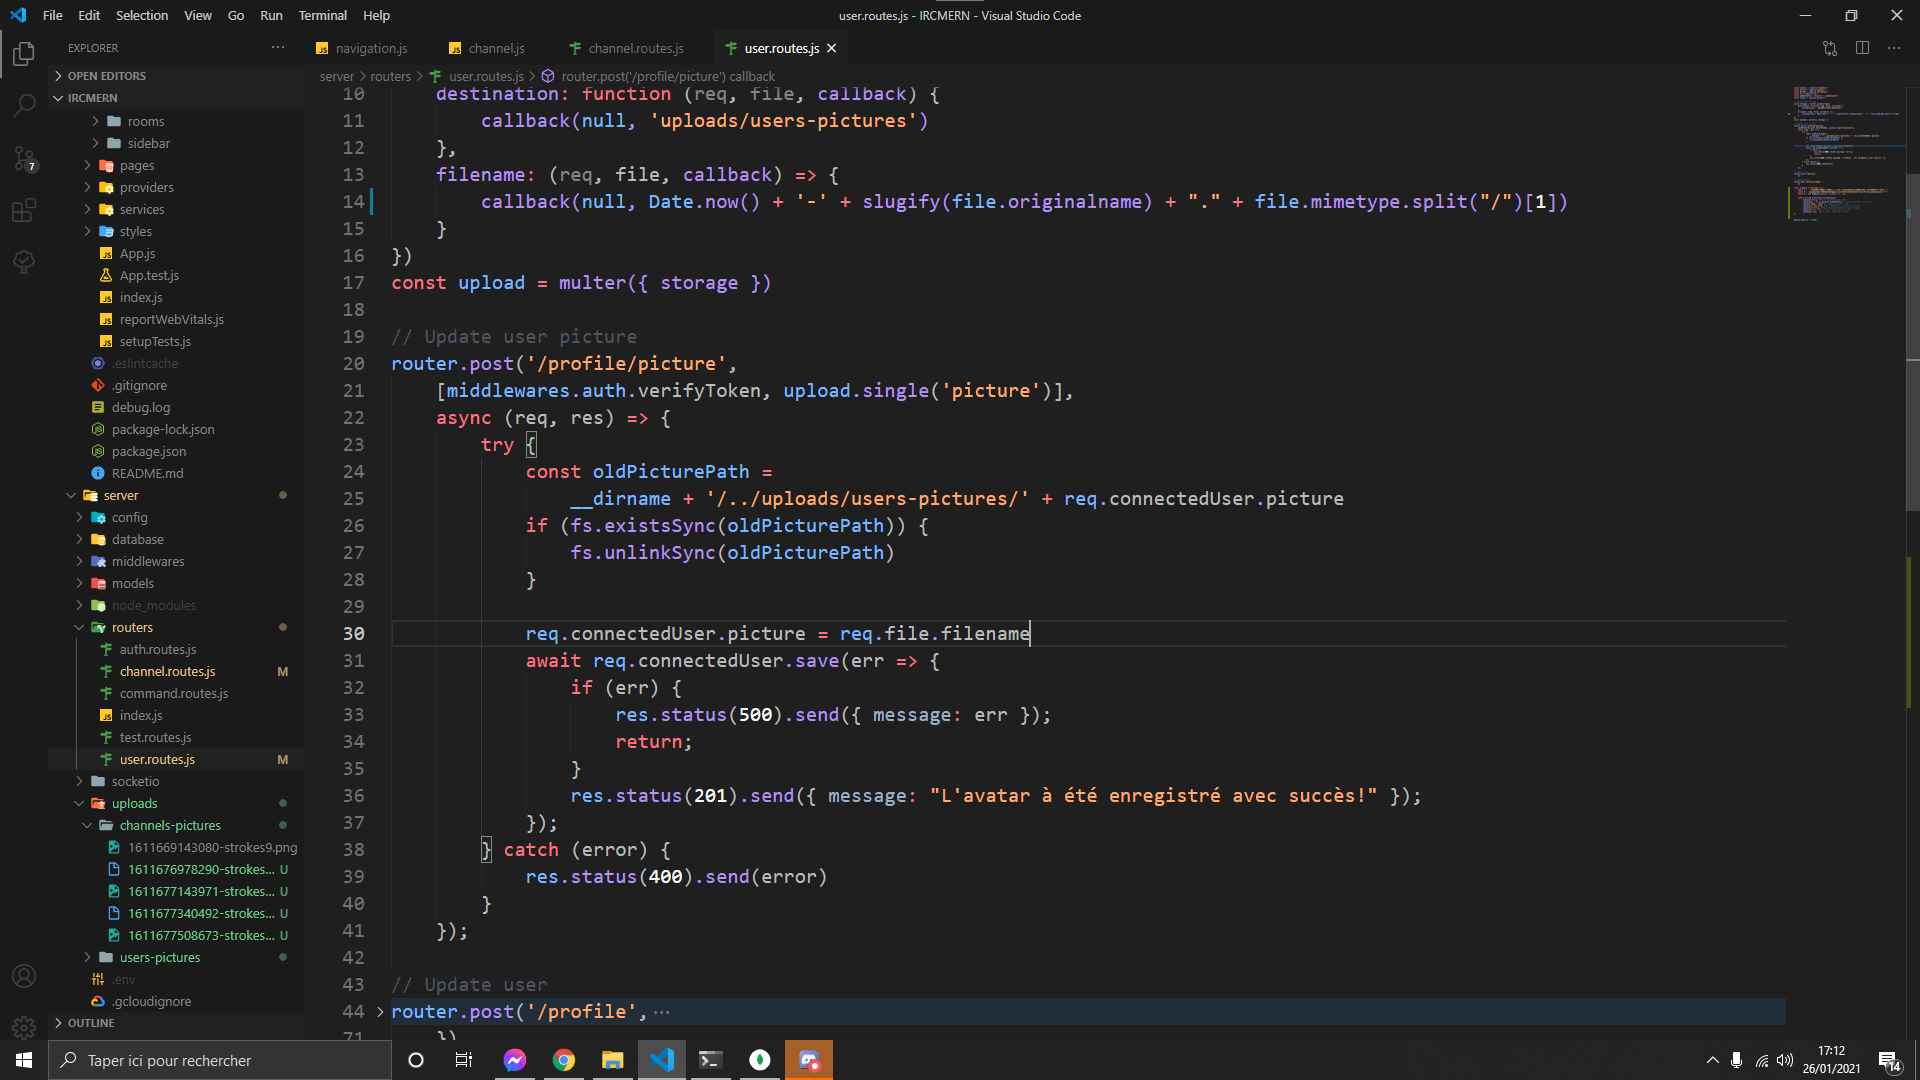 File Edit Selection View Go Run Terminal Help
user.routes.js - IRCMERN - Visual Studio Code
EXPLORER
navigation.js
channel.js
channel.routes.js
user.routes.js
OPEN EDITORS
IRCMERN
rooms
sidebar
pages
providers
services
styles
App.js
App.test.js
index.js
reportWebVitals.js
setupTests.js
.eslintcache
.gitignore
debug.log
package-lock.json
package.json
README.md
server
config
database
middlewares
models
node_modules
routers
auth.routes.js
channel.routes.js M
command.routes.js
index.js
test.routes.js
user.routes.js M
socketio
uploads
channels-pictures
1611669143080-strokes9.png
1611676978290-strokes... U
1611677143971-strokes... U
1611677340492-strokes... U
1611677508673-strokes... U
users-pictures
.env
.gcloudignore
OUTLINE
7
server > routers > user.routes.js > router.post('/profile/picture') callback
10 destination: function (req, file, callback) {
11 callback(null, 'uploads/users-pictures')
12 },
13 filename: (req, file, callback) => {
14 callback(null, Date.now() + '-' + slugify(file.originalname) + "." + file.mimetype.split("/")[1])
15 }
16 })
17 const upload = multer({ storage })
18
19 // Update user picture
20 router.post('/profile/picture',
21 [middlewares.auth.verifyToken, upload.single('picture')],
22 async (req, res) => {
23 try {
24 const oldPicturePath =
25 __dirname + '/../uploads/users-pictures/' + req.connectedUser.picture
26 if (fs.existsSync(oldPicturePath)) {
27 fs.unlinkSync(oldPicturePath)
28 }
29
30 req.connectedUser.picture = req.file.filename
31 await req.connectedUser.save(err => {
32 if (err) {
33 res.status(500).send({ message: err });
34 return;
35 }
36 res.status(201).send({ message: "L'avatar à été enregistré avec succès!" });
37 });
38 } catch (error) {
39 res.status(400).send(error)
40 }
41 });
42
43 // Update user
44 router.post('/profile', ...
71 })
Taper ici pour rechercher
17:12
26/01/2021
14